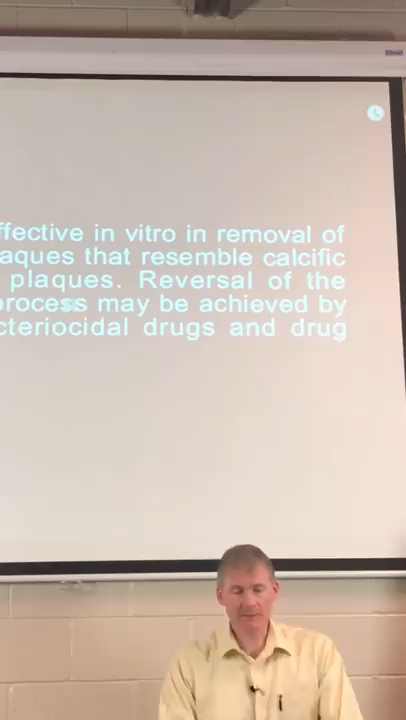 ffective in vitro in removal of
aques that resemble calcific
plaques. Reversal of the
process may be achieved by
cteriocidal drugs and drug